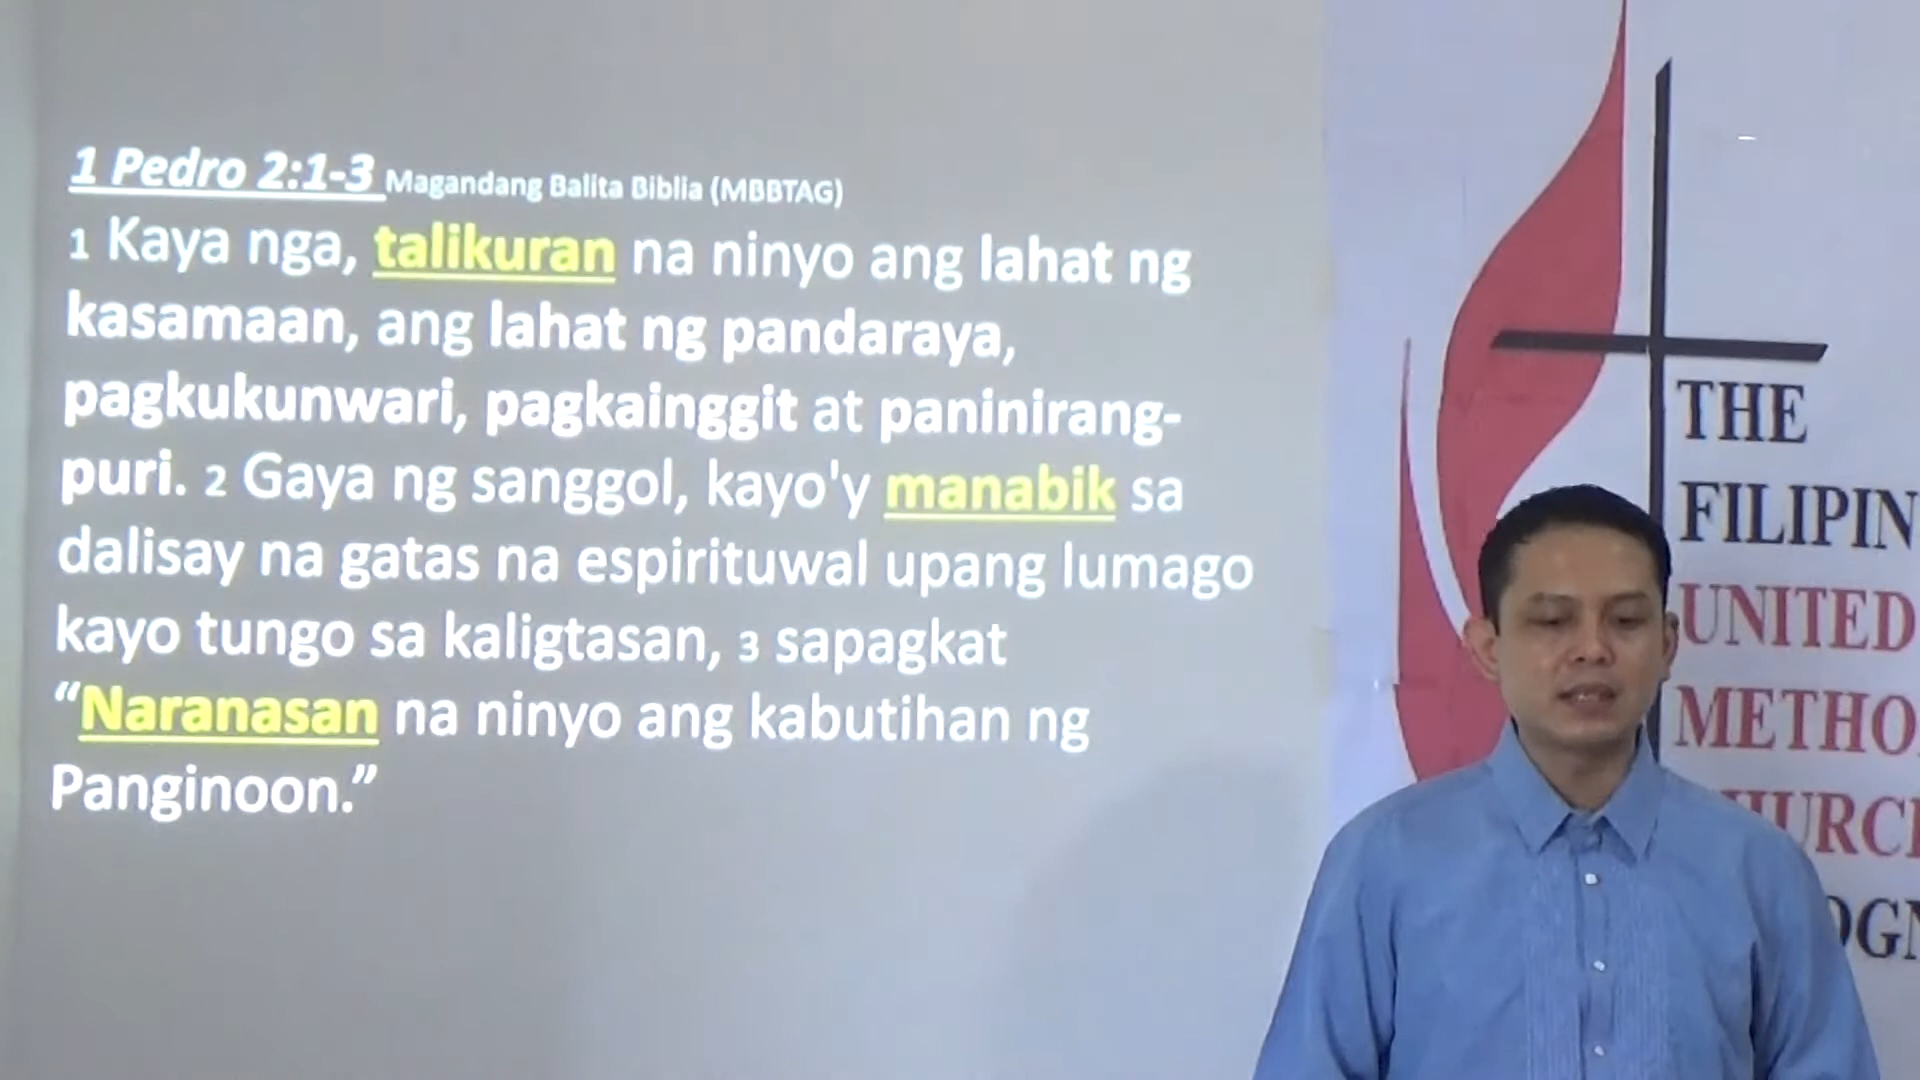 1 Pedro 2:1-3 Magandang Balita Biblia (MBBTAG)
1 Kaya nga, talikuran na ninyo ang lahat ng
kasamaan, ang lahat ng pandaraya,
pagkukunwari, pagkainggit at paninirang-
puri. 2 Gaya ng sanggol, kayo'y manabik sa
dalisay na gatas na espirituwal upang lumago
kayo tungo sa kaligtasan, 3 sapagkat
“Naranasan na ninyo ang kabutihan ng
Panginoon.”
THE
FILIPIN
UNITED
METHO
HURC
OGN